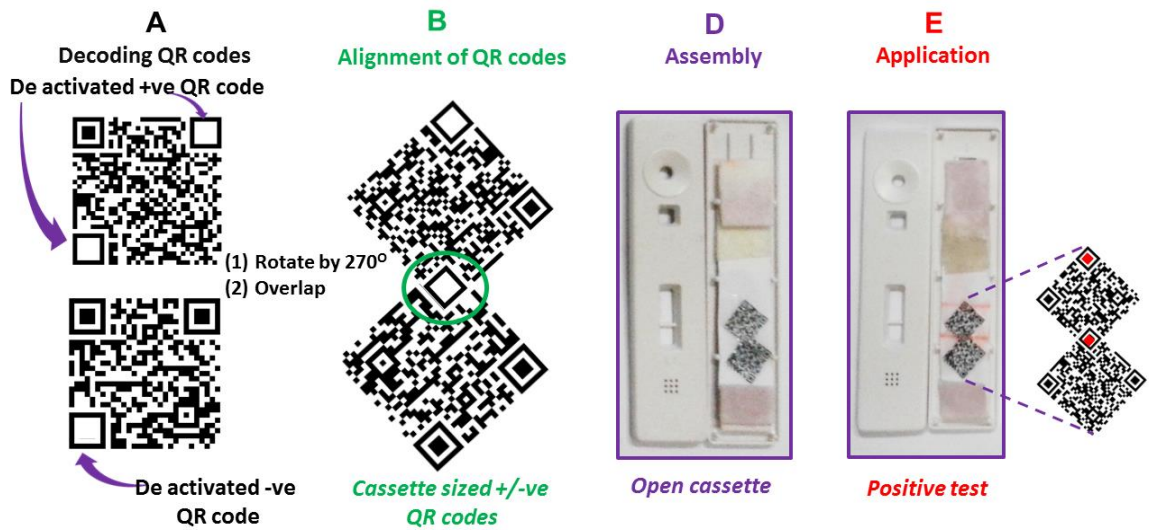 A
Decoding QR codes
De activated +ve QR code
(1) Rotate by 270⁰
(2) Overlap
De activated -ve
QR code
B
Alignment of QR codes
Cassette sized +/-ve
QR codes
D
Assembly
Open cassette
E
Application
Positive test